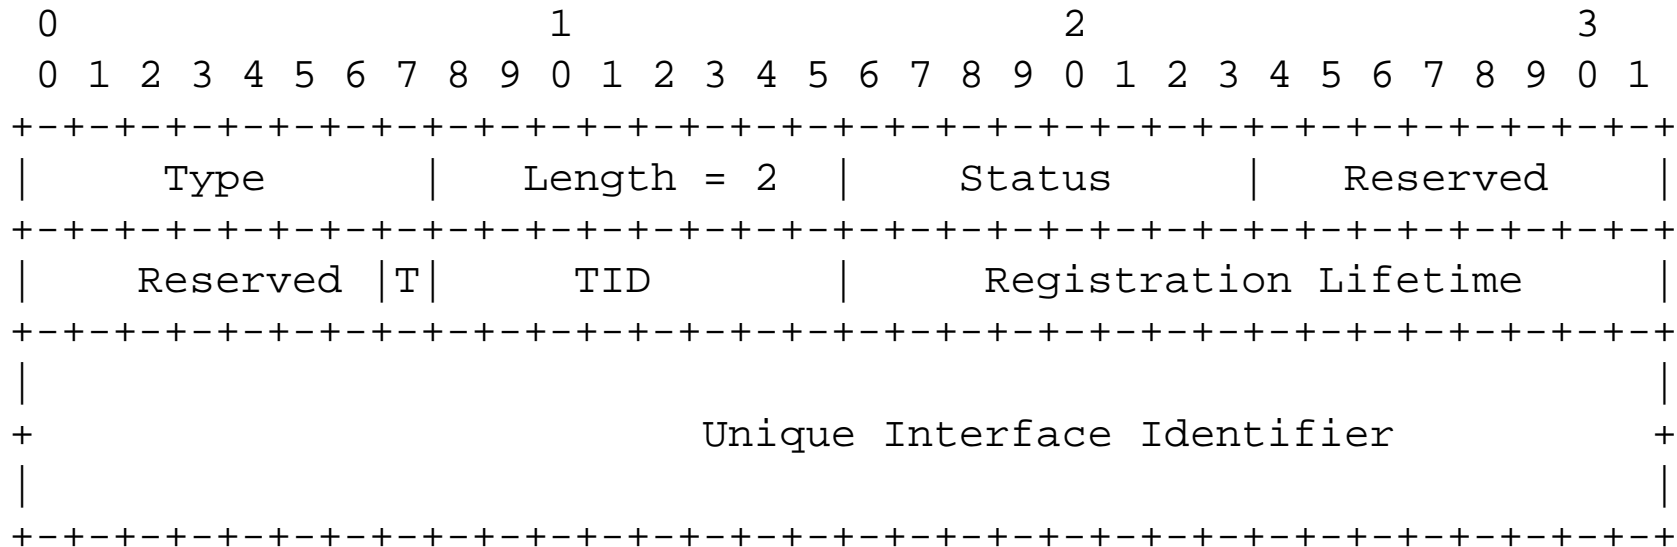 0                   1                   2                   3
 0 1 2 3 4 5 6 7 8 9 0 1 2 3 4 5 6 7 8 9 0 1 2 3 4 5 6 7 8 9 0 1
+-+-+-+-+-+-+-+-+-+-+-+-+-+-+-+-+-+-+-+-+-+-+-+-+-+-+-+-+-+-+-+-+
|     Type      |   Length = 2  |    Status     |   Reserved    |
+-+-+-+-+-+-+-+-+-+-+-+-+-+-+-+-+-+-+-+-+-+-+-+-+-+-+-+-+-+-+-+-+
|    Reserved |T|     TID       |     Registration Lifetime     |
+-+-+-+-+-+-+-+-+-+-+-+-+-+-+-+-+-+-+-+-+-+-+-+-+-+-+-+-+-+-+-+-+
|                                                               |
+                          Unique Interface Identifier          +
|                                                               |
+-+-+-+-+-+-+-+-+-+-+-+-+-+-+-+-+-+-+-+-+-+-+-+-+-+-+-+-+-+-+-+-+